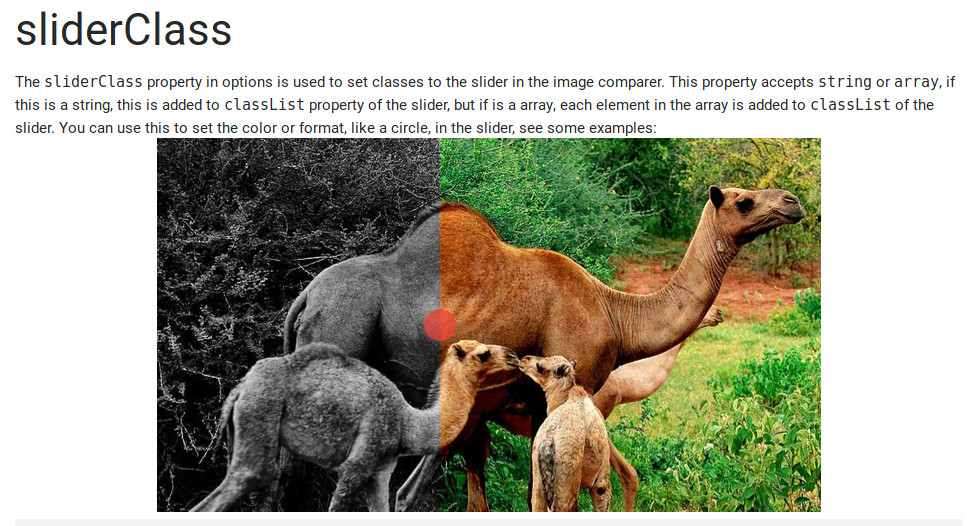 sliderClass
The sliderClass property in options is used to set classes to the slider in the image comparer. This property accepts string or array, if
this is a string, this is added to classList property of the slider, but if is a array, each element in the array is added to classList of the
slider. You can use this to set the color or format, like a circle, in the slider, see some examples: